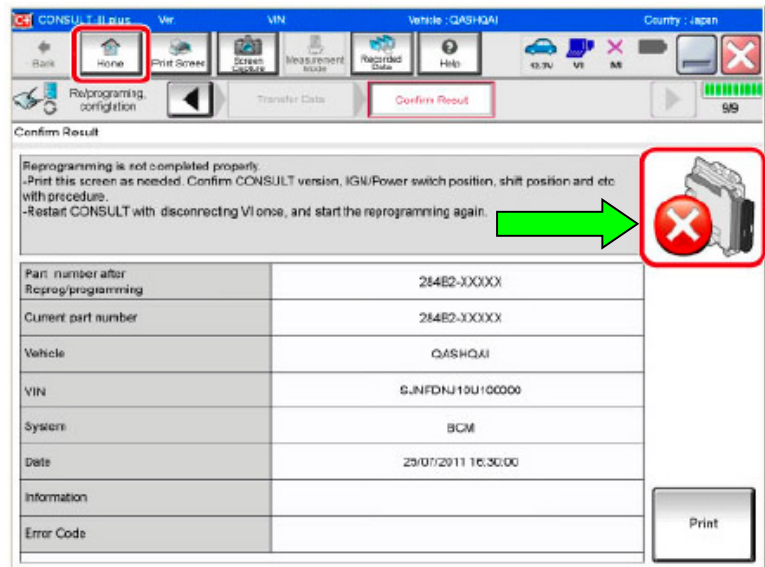 CONSULT-III plus Ver. VIN Vehicle : QASHQAI Country : Japan
Back Home Print Screen Screen Capture Measurement Mode Recorded Data Help 12.7V VI MI
Re/programing, configration Transfer Data Confirm Result 9/9
Confirm Result
Reprogramming is not completed properly.
-Print this screen as needed. Confirm CONSULT version, IGN/Power switch position, shift position and etc
with procedure.
-Restart CONSULT with disconnecting VI once, and start the reprogramming again.
Part number after
Reprog/programming 284B2-XXXXX
Current part number 284B2-XXXXX
Vehicle QASHQAI
VIN SJNFDNJ10U100000
System BCM
Date 25/07/2011 16:30:00
Information
Error Code
Print